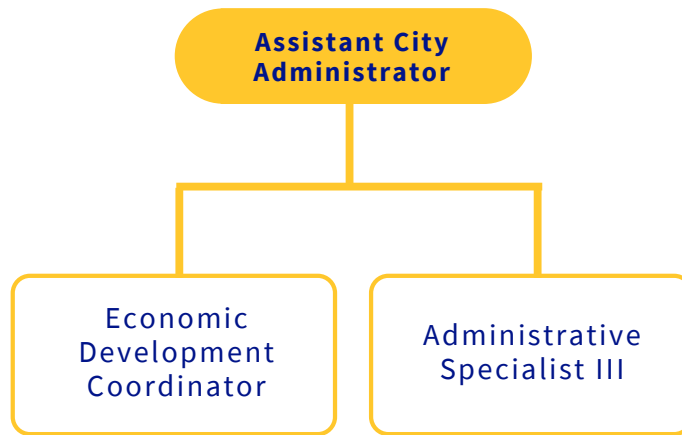 Assistant City
Administrator
Economic
Development
Coordinator
Administrative
Specialist III